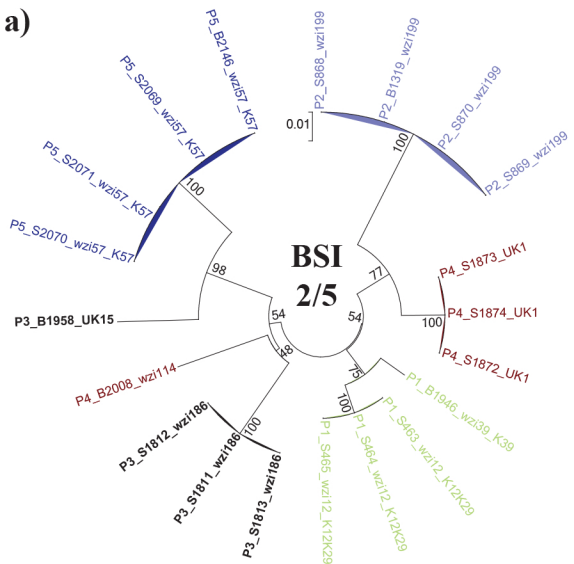 a)
P5_B2146_wzi57_K57
P5_S2069_wzi57_K57
P5_S2071_wzi57_K57
P5_S2070_wzi57_K57
P2_S868_wzi199
P2_B1319_wzi199
P2_S870_wzi199
P2_S869_wzi199
0.01
100
100
BSI
2/5
98
77
P4_S1873_UK1
P4_S1874_UK1
P4_S1872_UK1
100
P3_B1958_UK15
54
54
48
75
P4_B2008_wzi114
P1_B1946_wzi39_K39
100
100
P3_S1812_wzi186
P3_S1811_wzi186
P3_S1813_wzi186
P1_S463_wzi12_K12K29
P1_S464_wzi12_K12K29
P1_S465_wzi12_K12K29